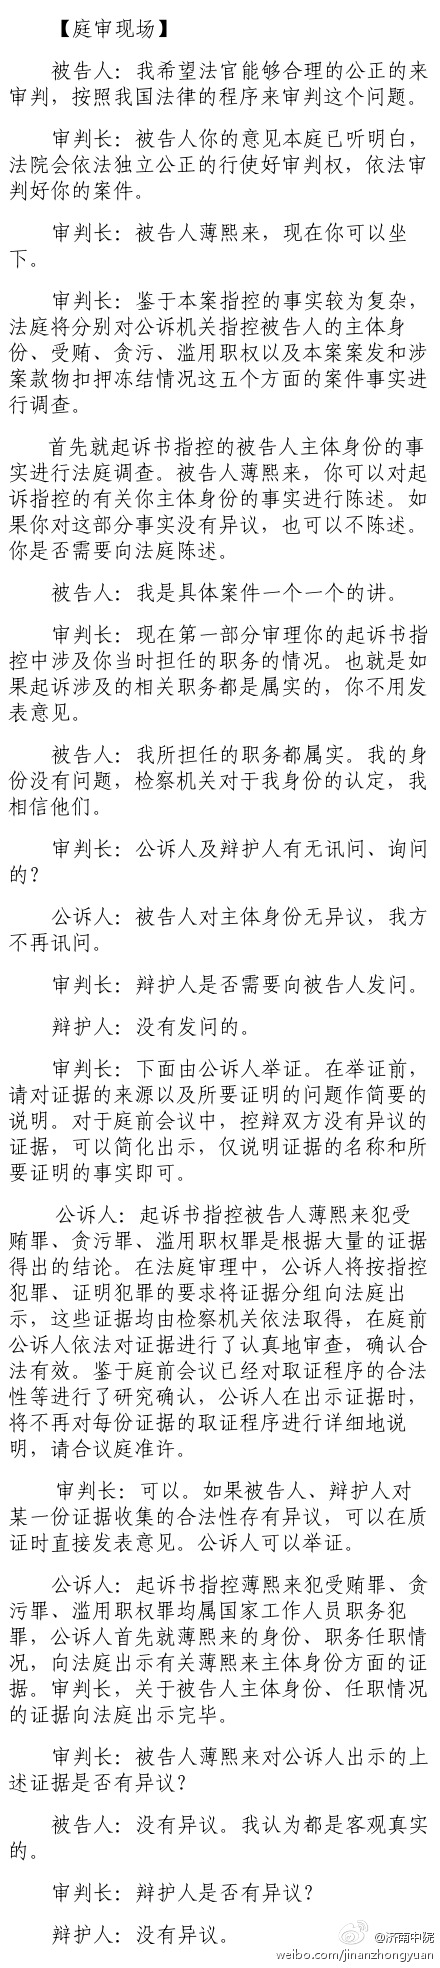 【庭审现场】
被告人：我希望法官能够合理的公正的来
审判，按照我国法律的程序来审判这个问题。
审判长：被告人你的意见本庭已听明白，
法院会依法独立公正的行使好审判权，依法审
判好你的案件。
审判长：被告人薄熙来，现在你可以坐
下。
审判长：鉴于本案指控的事实较为复杂，
法庭将分别对公诉机关指控被告人的主体身
份、受贿、贪污、滥用职权以及本案案发和涉
案款物扣押冻结情况这五个方面的案件事实进
行调查。
首先就起诉书指控的被告人主体身份的事
实进行法庭调查。被告人薄熙来，你可以对起
诉指控的有关你主体身份的事实进行陈述。如
果你对这部分事实没有异议，也可以不陈述。
你是否需要向法庭陈述。
被告人：我是具体案件一个一个的讲。
审判长：现在第一部分审理你的起诉书指
控中涉及你当时担任的职务的情况。也就是如
果起诉涉及的相关职务都是属实的，你不用发
表意见。
被告人：我所担任的职务都属实。我的身
份没有问题，检察机关对于我身份的认定，我
相信他们。
审判长：公诉人及辩护人有无讯问、询问
的？
公诉人：被告人对主体身份无异议，我方
不再讯问。
审判长：辩护人是否需要向被告人发问。
辩护人：没有发问的。
审判长：下面由公诉人举证。在举证前，
请对证据的来源以及所要证明的问题作简要的
说明。对于庭前会议中，控辩双方没有异议的
证据，可以简化出示，仅说明证据的名称和所
要证明的事实即可。
公诉人：起诉书指控被告人薄熙来犯受
贿罪、贪污罪、滥用职权罪是根据大量的证据
得出的结论。在法庭审理中，公诉人将按指控
犯罪、证明犯罪的要求将证据分组向法庭出
示，这些证据均由检察机关依法取得，在庭前
公诉人依法对证据进行了认真地审查，确认合
法有效。鉴于庭前会议已经对取证程序的合法
性等进行了研究确认，公诉人在出示证据时，
将不再对每份证据的取证程序进行详细地说
明，请合议庭准许。
审判长：可以。如果被告人、辩护人对
某一份证据收集的合法性存有异议，可以在质
证时直接发表意见。公诉人可以举证。
公诉人：起诉书指控薄熙来犯受贿罪、贪
污罪、滥用职权罪均属国家工作人员职务犯
罪，公诉人首先就薄熙来的身份、职务任职情
况，向法庭出示有关薄熙来主体身份方面的证
据。审判长，关于被告人主体身份、任职情况
的证据向法庭出示完毕。
审判长：被告人薄熙来对公诉人出示的上
述证据是否有异议？
被告人：没有异议。我认为都是客观真实
的。
审判长：辩护人是否有异议？
辩护人：没有异议。
@济南中院
weibo.com/jinanzhongyuan